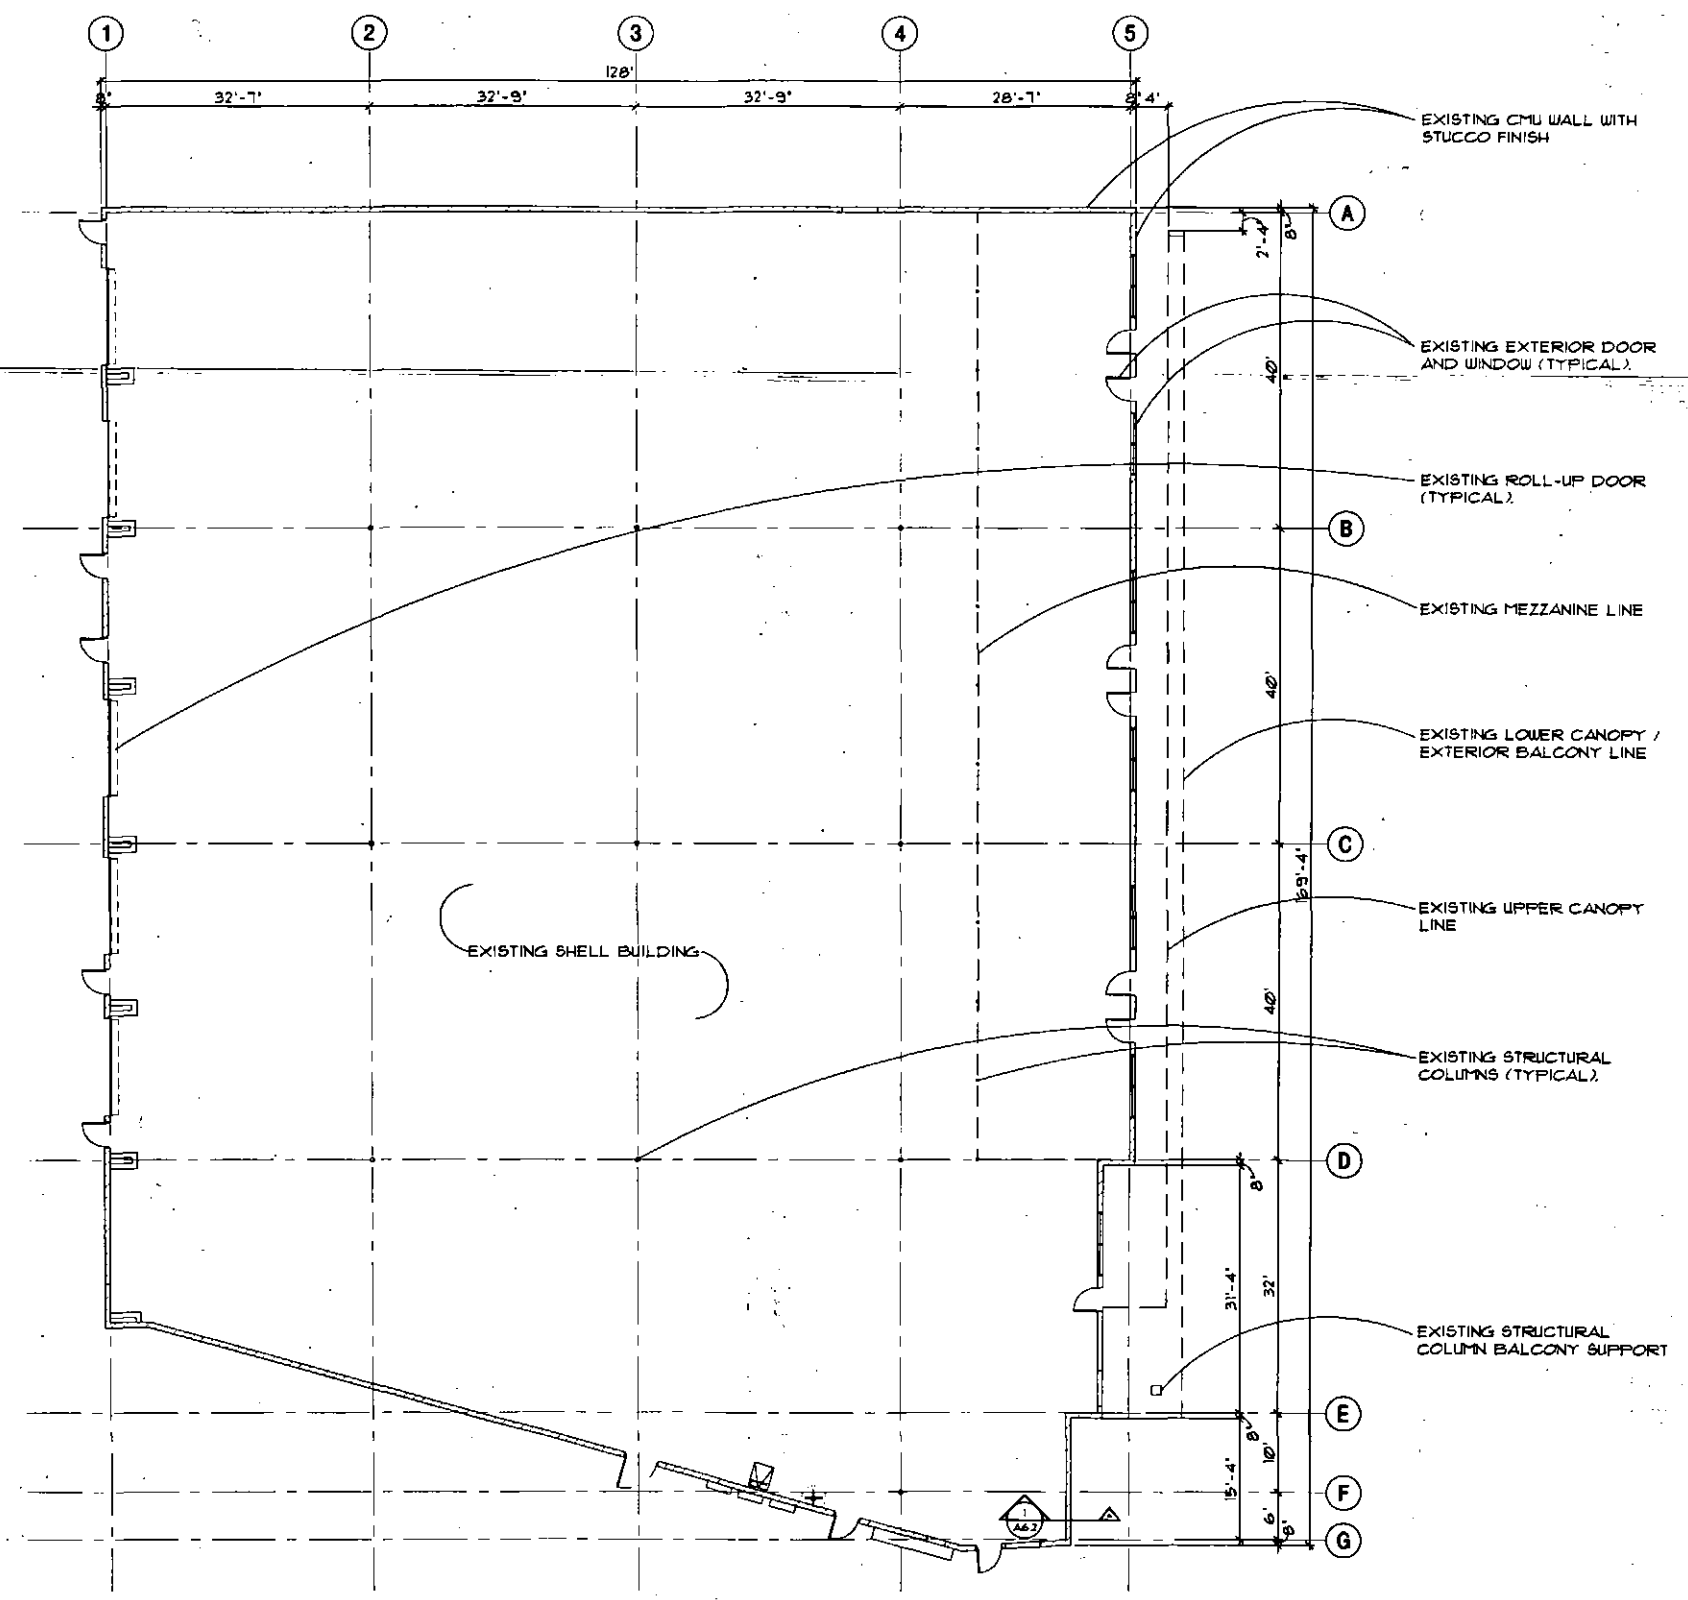 1 2 3 4 5
128'
8" 32'-7" 32'-9" 32'-9" 28'-7" 8" 4'
EXISTING CMU WALL WITH
STUCCO FINISH
A
2'-4"
8"
EXISTING EXTERIOR DOOR
AND WINDOW (TYPICAL).
40'
EXISTING ROLL-UP DOOR
(TYPICAL).
B
EXISTING MEZZANINE LINE
40'
EXISTING LOWER CANOPY /
EXTERIOR BALCONY LINE
C
169'-4"
EXISTING UPPER CANOPY
LINE
EXISTING SHELL BUILDING
40'
EXISTING STRUCTURAL
COLUMNS (TYPICAL).
D
8"
31'-4"
32'
EXISTING STRUCTURAL
COLUMN BALCONY SUPPORT
E
8"
10'
15'-4"
F
1
A6.2
6'
8"
G